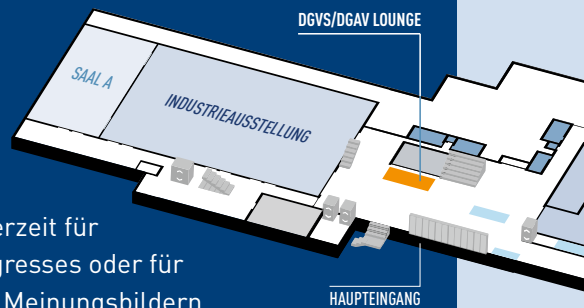 DGVS/DGAV LOUNGE
SAAL A
INDUSTRIEAUSSTELLUNG
erzeit für
gresses oder für
Meinungsbildern
HAUPTEINGANG